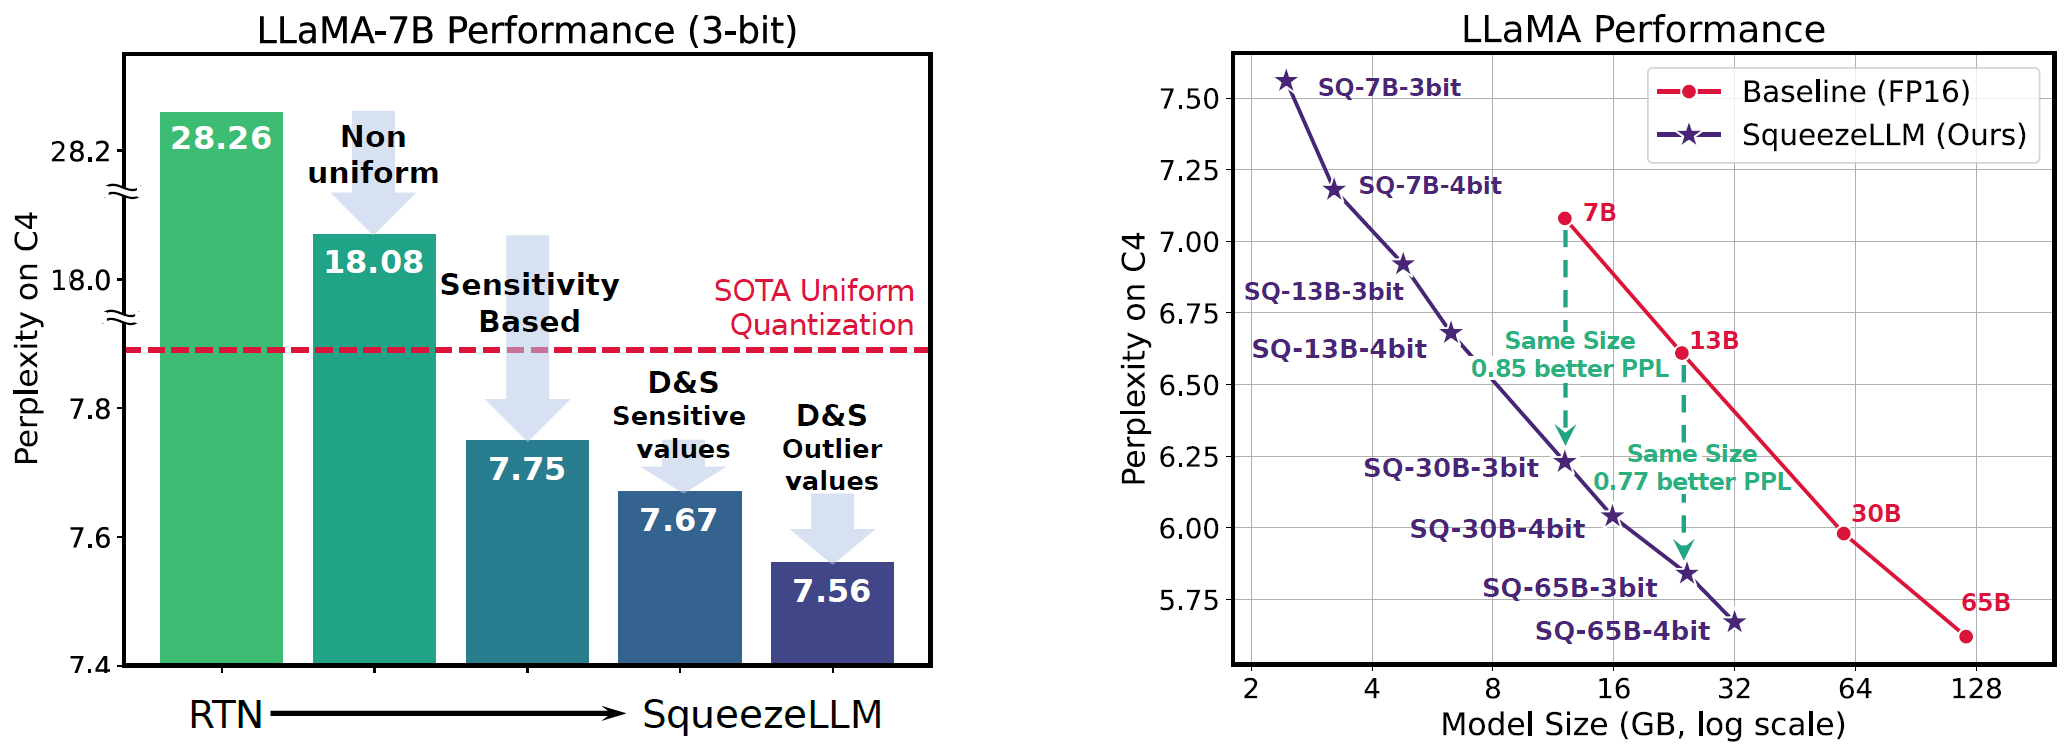 LLaMA-7B Performance (3-bit)
Perplexity on C4
28.2
18.0
7.8
7.6
7.4
28.26
Non
uniform
18.08
Sensitivity
Based
7.75
SOTA Uniform
Quantization
D&S
Sensitive
values
7.67
D&S
Outlier
values
7.56
RTN
SqueezeLLM
LLaMA Performance
Perplexity on C4
7.50
7.25
7.00
6.75
6.50
6.25
6.00
5.75
Baseline (FP16)
SqueezeLLM (Ours)
SQ-7B-3bit
SQ-7B-4bit
7B
SQ-13B-3bit
SQ-13B-4bit
Same Size
0.85 better PPL
13B
SQ-30B-3bit
Same Size
0.77 better PPL
SQ-30B-4bit
30B
SQ-65B-3bit
65B
SQ-65B-4bit
2 4 8 16 32 64 128
Model Size (GB, log scale)